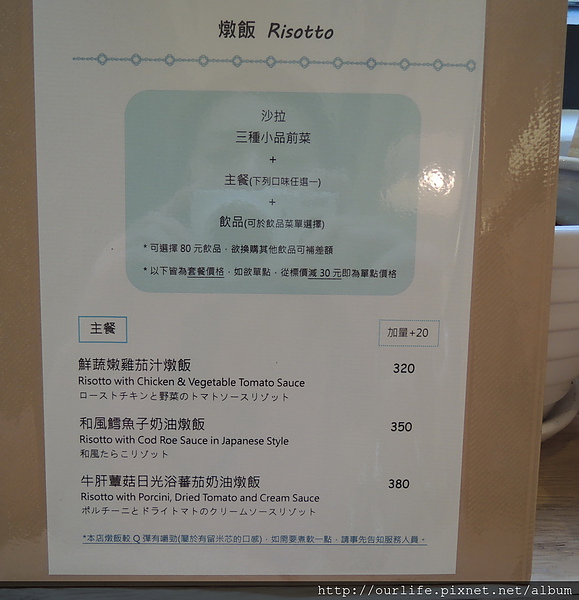 燉飯 Risotto
沙拉
三種小品前菜
+
主餐(下列口味任選一)
+
飲品(可於飲品菜單選擇)
*可選擇 80 元飲品，欲換購其他飲品可補差額
*以下皆為套餐價格，如欲單點，從標價減 30 元即為單點價格
主餐 加量+20
鮮蔬嫩雞茄汁燉飯 320
Risotto with Chicken & Vegetable Tomato Sauce
ローストチキンと野菜のトマトソースリゾット
和風鱈魚子奶油燉飯 350
Risotto with Cod Roe Sauce in Japanese Style
和風たらこリゾット
牛肝蕈菇日光浴蕃茄奶油燉飯 380
Risotto with Porcini, Dried Tomato and Cream Sauce
ポルチーニとドライトマトのクリームソースリゾット
*本店燉飯較 Q 彈有嚼勁(屬於有留米芯的口感)，如需要煮軟一點，請事先告知服務人員。
http://ourlife.pixnet.net/album